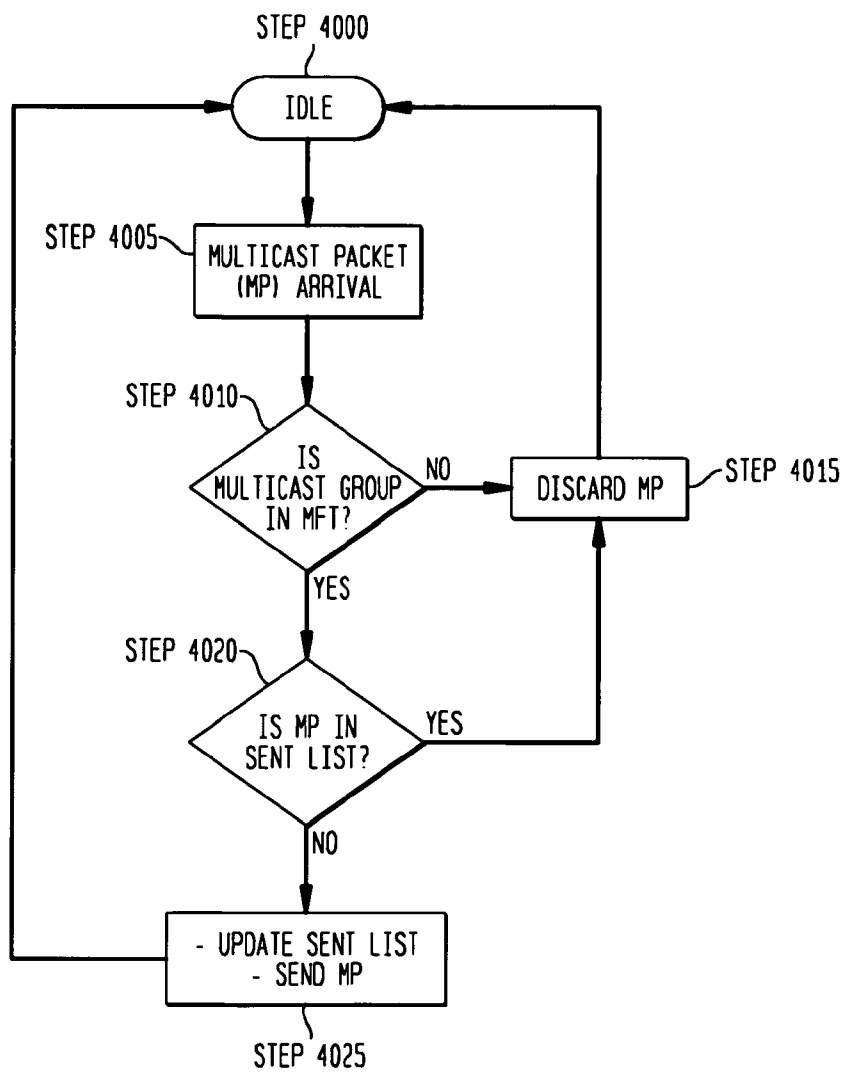 STEP 4000
IDLE
STEP 4005
MULTICAST PACKET
(MP) ARRIVAL
STEP 4010
IS
MULTICAST GROUP
IN MFT?
NO
DISCARD MP
STEP 4015
YES
STEP 4020
IS MP IN
SENT LIST?
YES
NO
- UPDATE SENT LIST
- SEND MP
STEP 4025